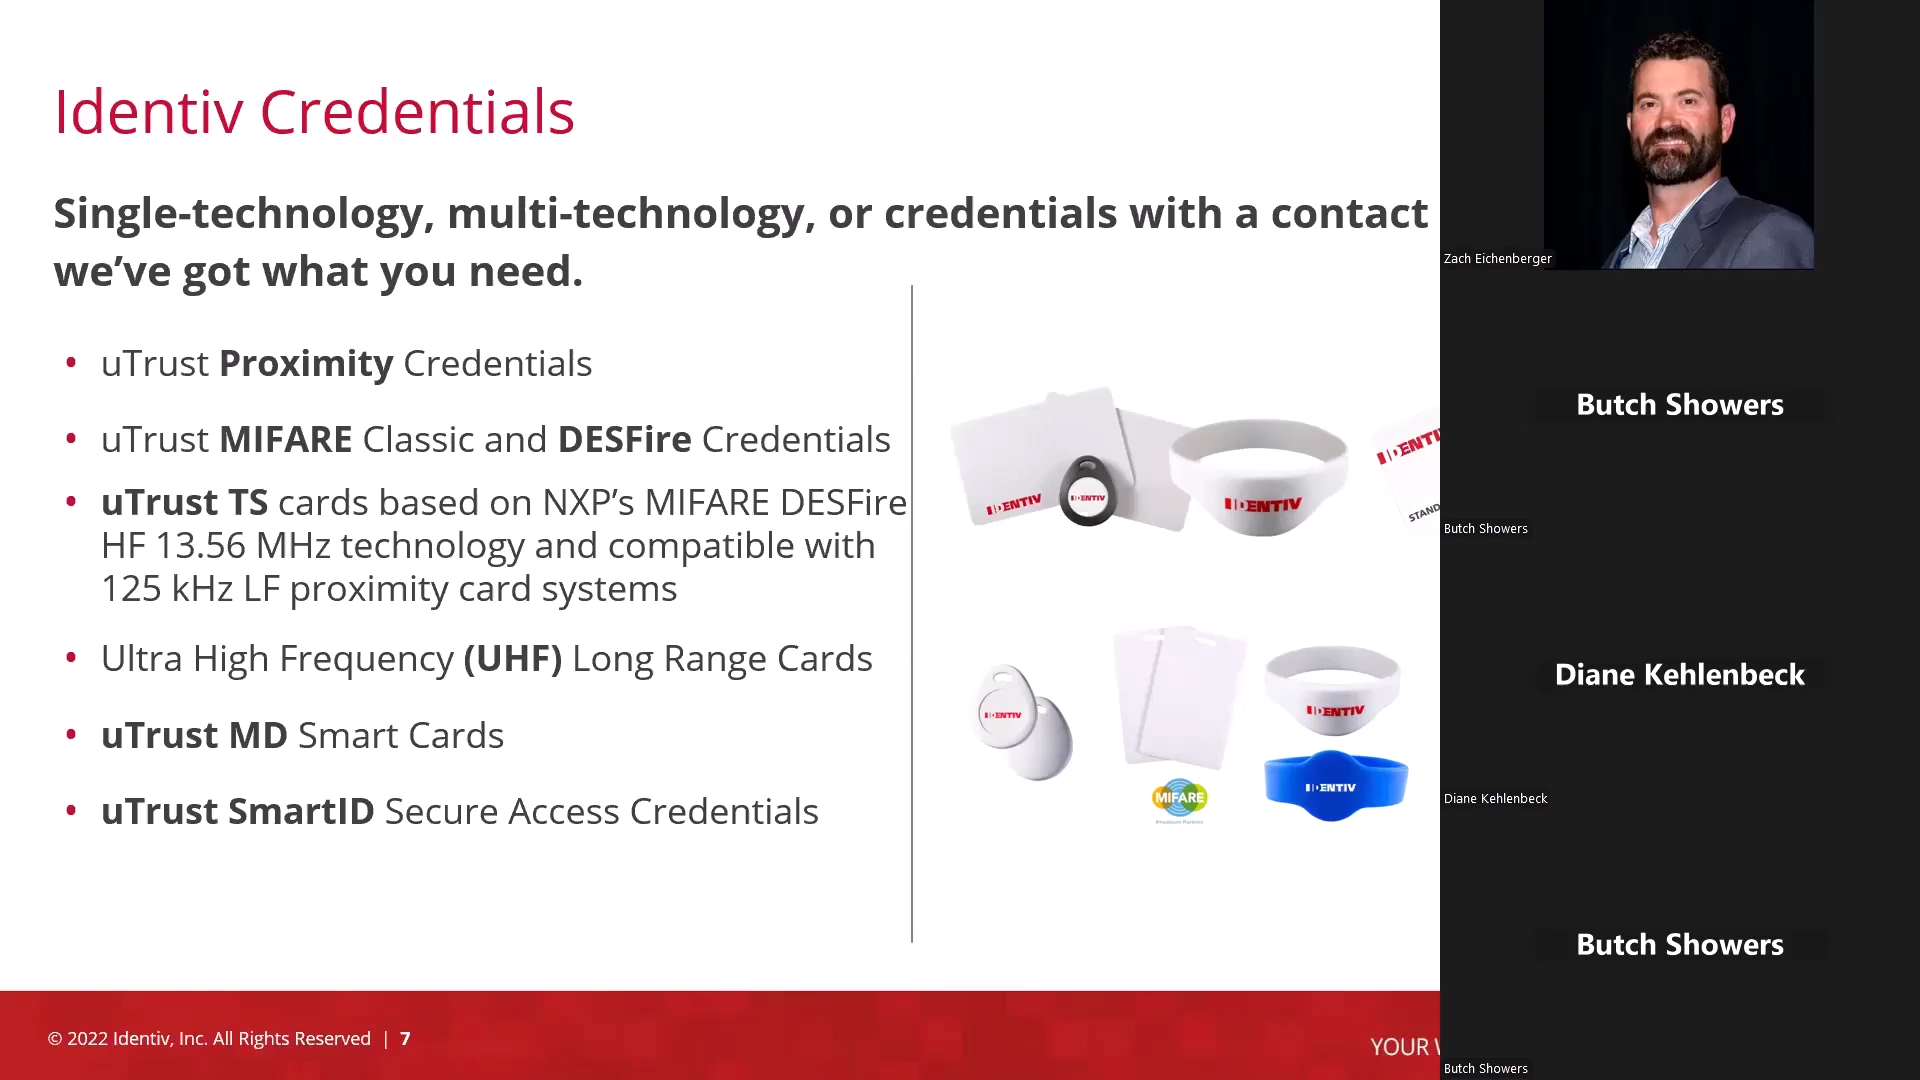 Identiv Credentials
Single-technology, multi-technology, or credentials with a contact
we’ve got what you need.
• uTrust Proximity Credentials
• uTrust MIFARE Classic and DESFire Credentials
• uTrust TS cards based on NXP’s MIFARE DESFire
HF 13.56 MHz technology and compatible with
125 kHz LF proximity card systems
• Ultra High Frequency (UHF) Long Range Cards
• uTrust MD Smart Cards
• uTrust SmartID Secure Access Credentials
IDENTIV
IDENTIV
IDENTIV
IDENTIV
STAND
IDENTIV
MIFARE
Premium Partner
IDENTIV
IDENTIV
© 2022 Identiv, Inc. All Rights Reserved | 7
YOUR
Zach Eichenberger
Butch Showers
Butch Showers
Diane Kehlenbeck
Diane Kehlenbeck
Butch Showers
Butch Showers